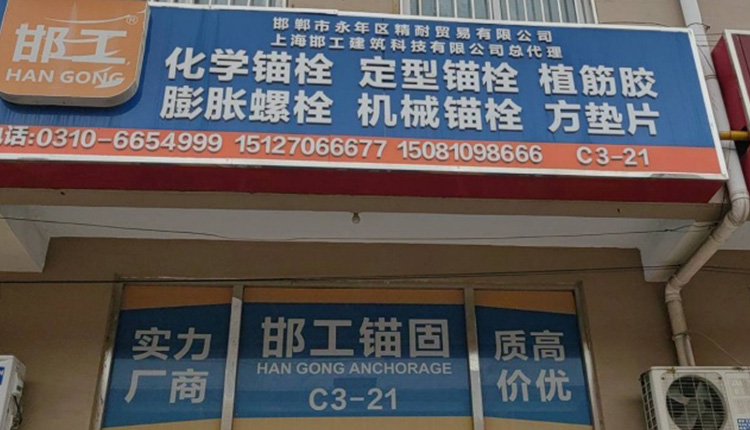 邯工
HAN GONG
邯郸市永年区精耐贸易有限公司
上海邯工建筑科技有限公司总代理
化学锚栓 定型锚栓 植筋胶
膨胀螺栓 机械锚栓 方垫片
话:0310-6654999 15127066677 15081098666 C3-21
实力
厂商
邯工锚固
HAN GONG ANCHORAGE
C3-21
质高
价优